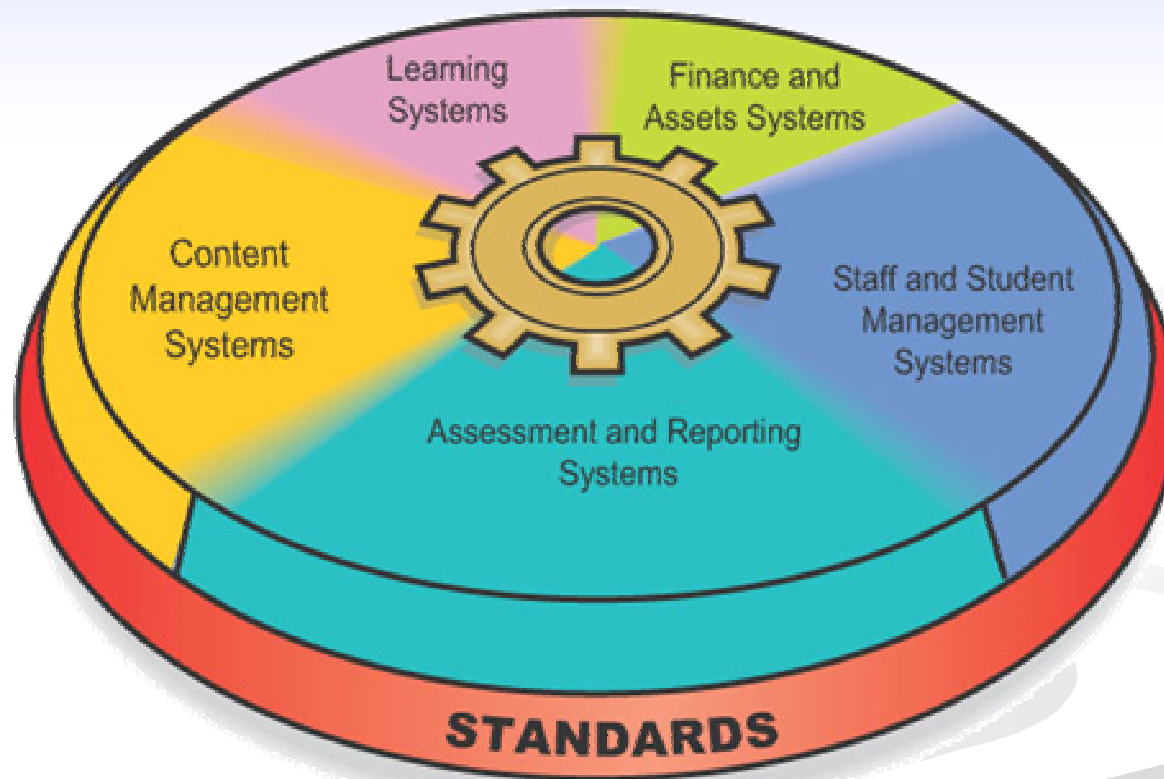 Learning
Systems
Finance and
Assets Systems
Content
Management
Systems
Staff and Student
Management
Systems
Assessment and Reporting
Systems
STANDARDS